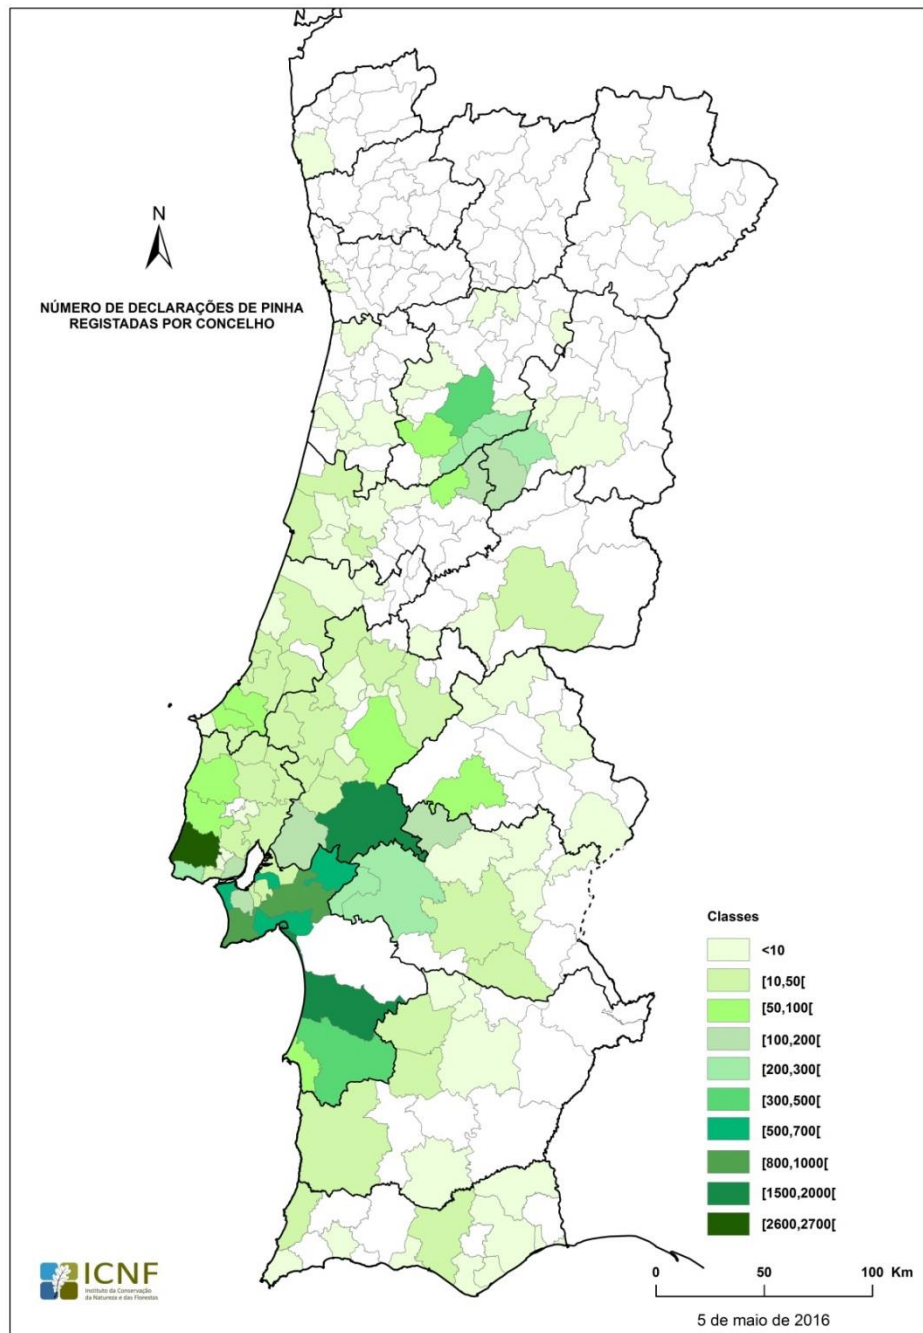 N
NÚMERO DE DECLARAÇÕES DE PINHA
REGISTADAS POR CONCELHO
Classes
<10
[10,50[
[50,100[
[100,200[
[200,300[
[300,500[
[500,700[
[800,1000[
[1500,2000[
[2600,2700[
ICNF
Instituto da Conservação
da Natureza e das Florestas
0 50 100 Km
5 de maio de 2016